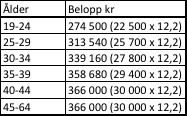 Ålder Belopp kr
19-24 274 500 (22 500 x 12,2)
25-29 313 540 (25 700 x 12,2)
30-34 339 160 (27 800 x 12,2)
35-39 358 680 (29 400 x 12,2)
40-44 366 000 (30 000 x 12,2)
45-64 366 000 (30 000 x 12,2)